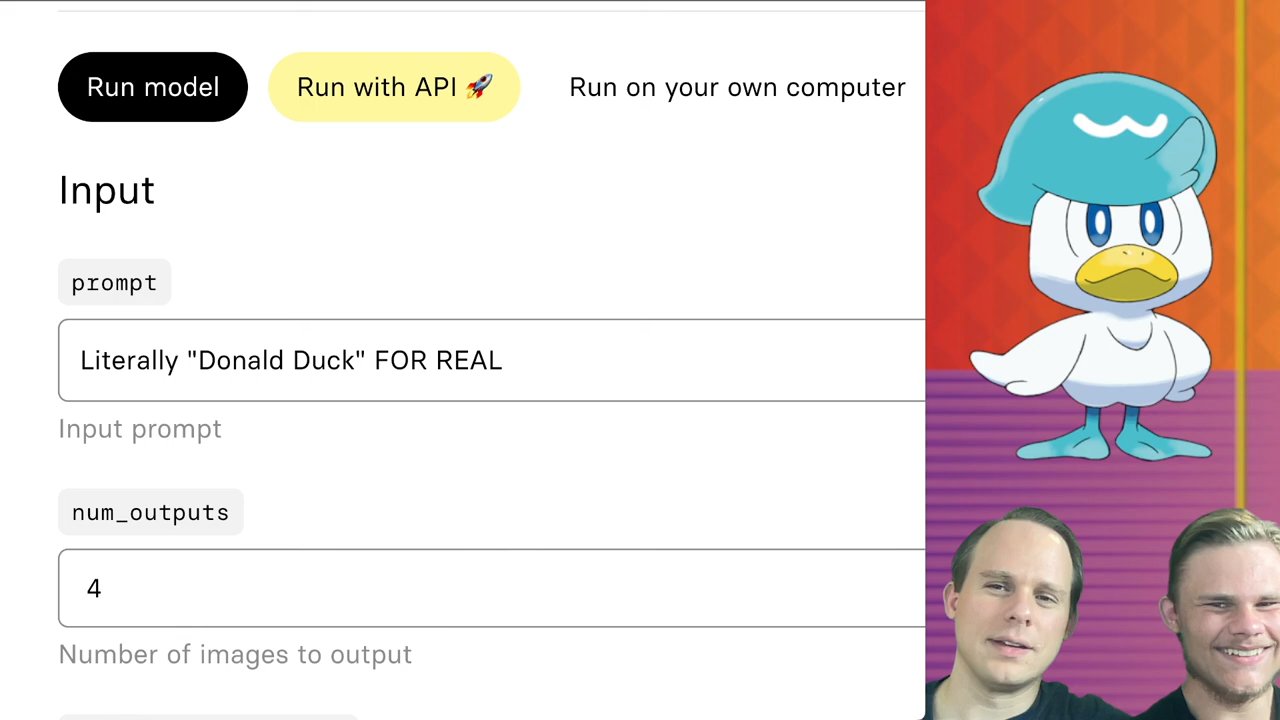 Run model
Run with API 🚀
Run on your own computer
Input
prompt
Literally "Donald Duck" FOR REAL
Input prompt
num_outputs
4
Number of images to output